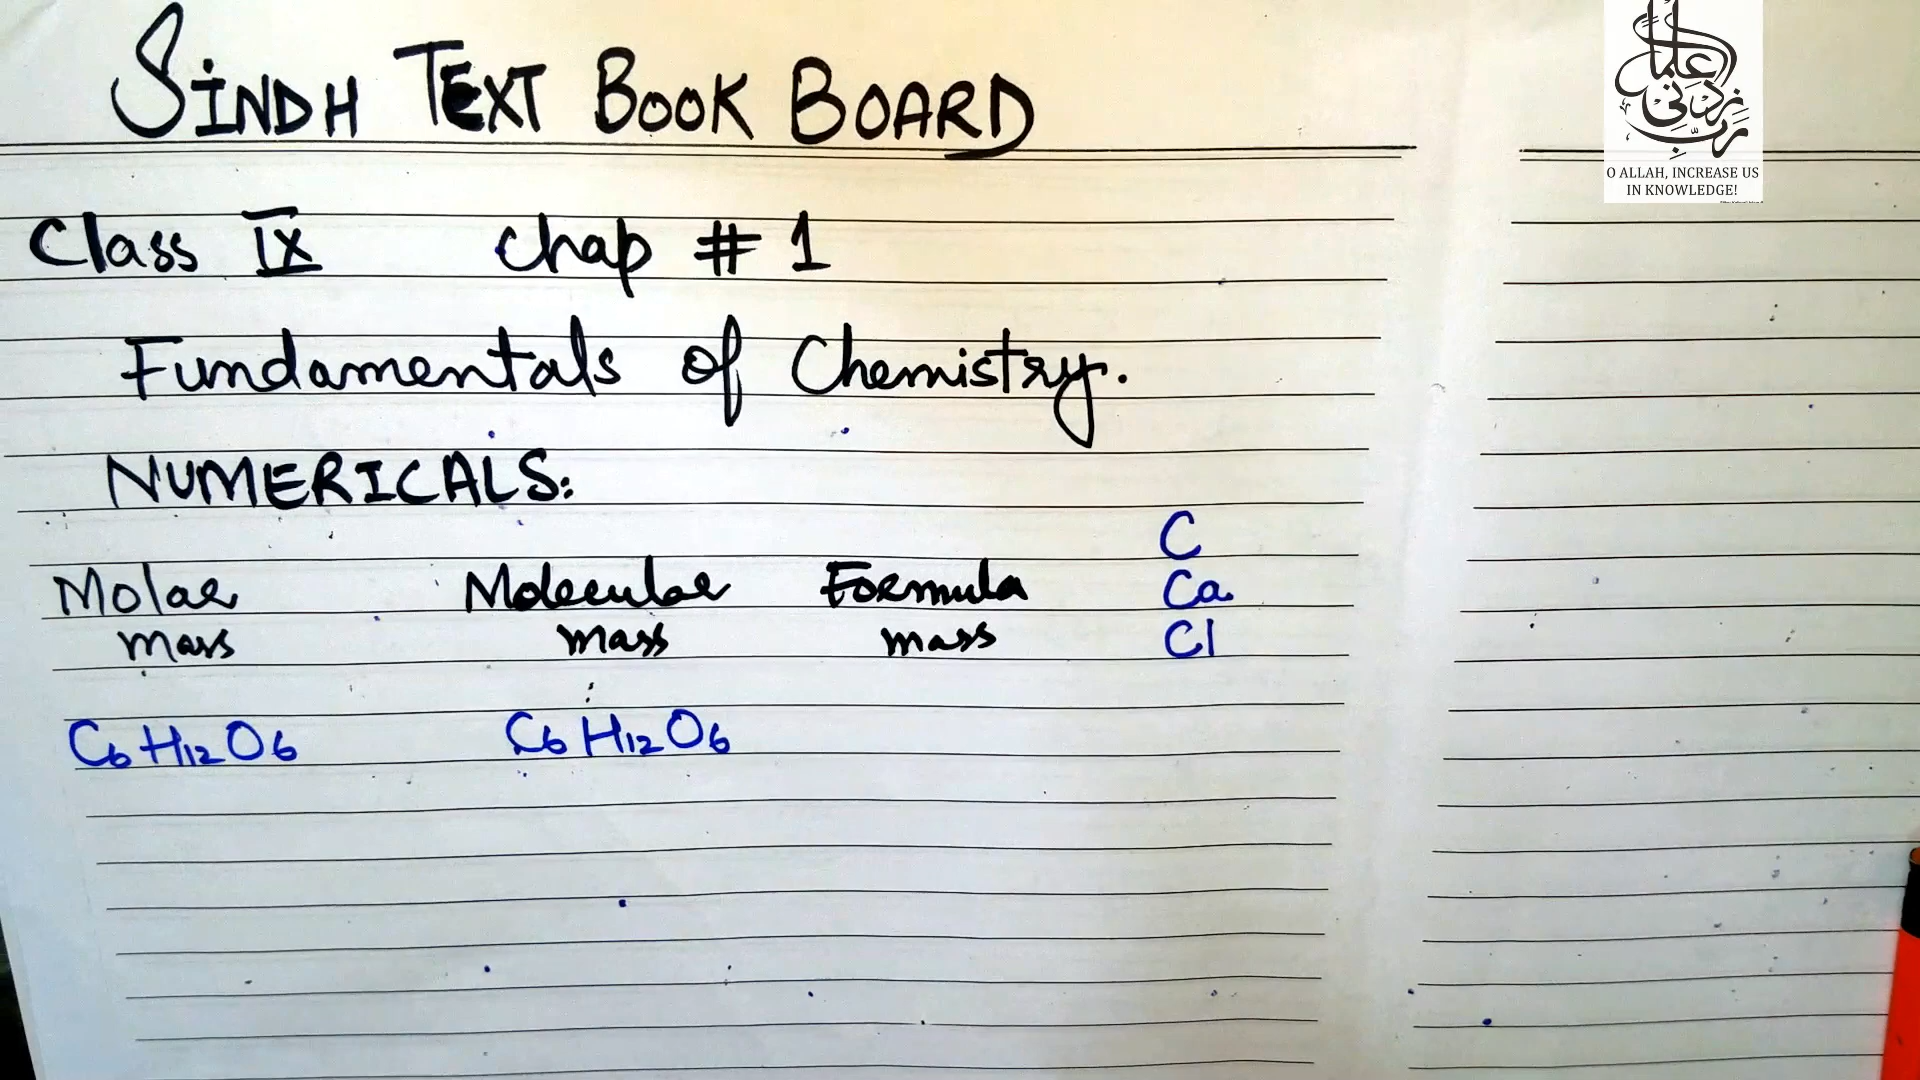 SINDH TEXT BOOK BOARD
رَبِّ زِدْنِي عِلْمًا
O ALLAH, INCREASE US
IN KNOWLEDGE!
Class IX Chap # 1
Fundamentals of Chemistry.
NUMERICALS:
C
Molar Molecular Formula Ca
mass mass mass Cl
C6H12O6 C6H12O6